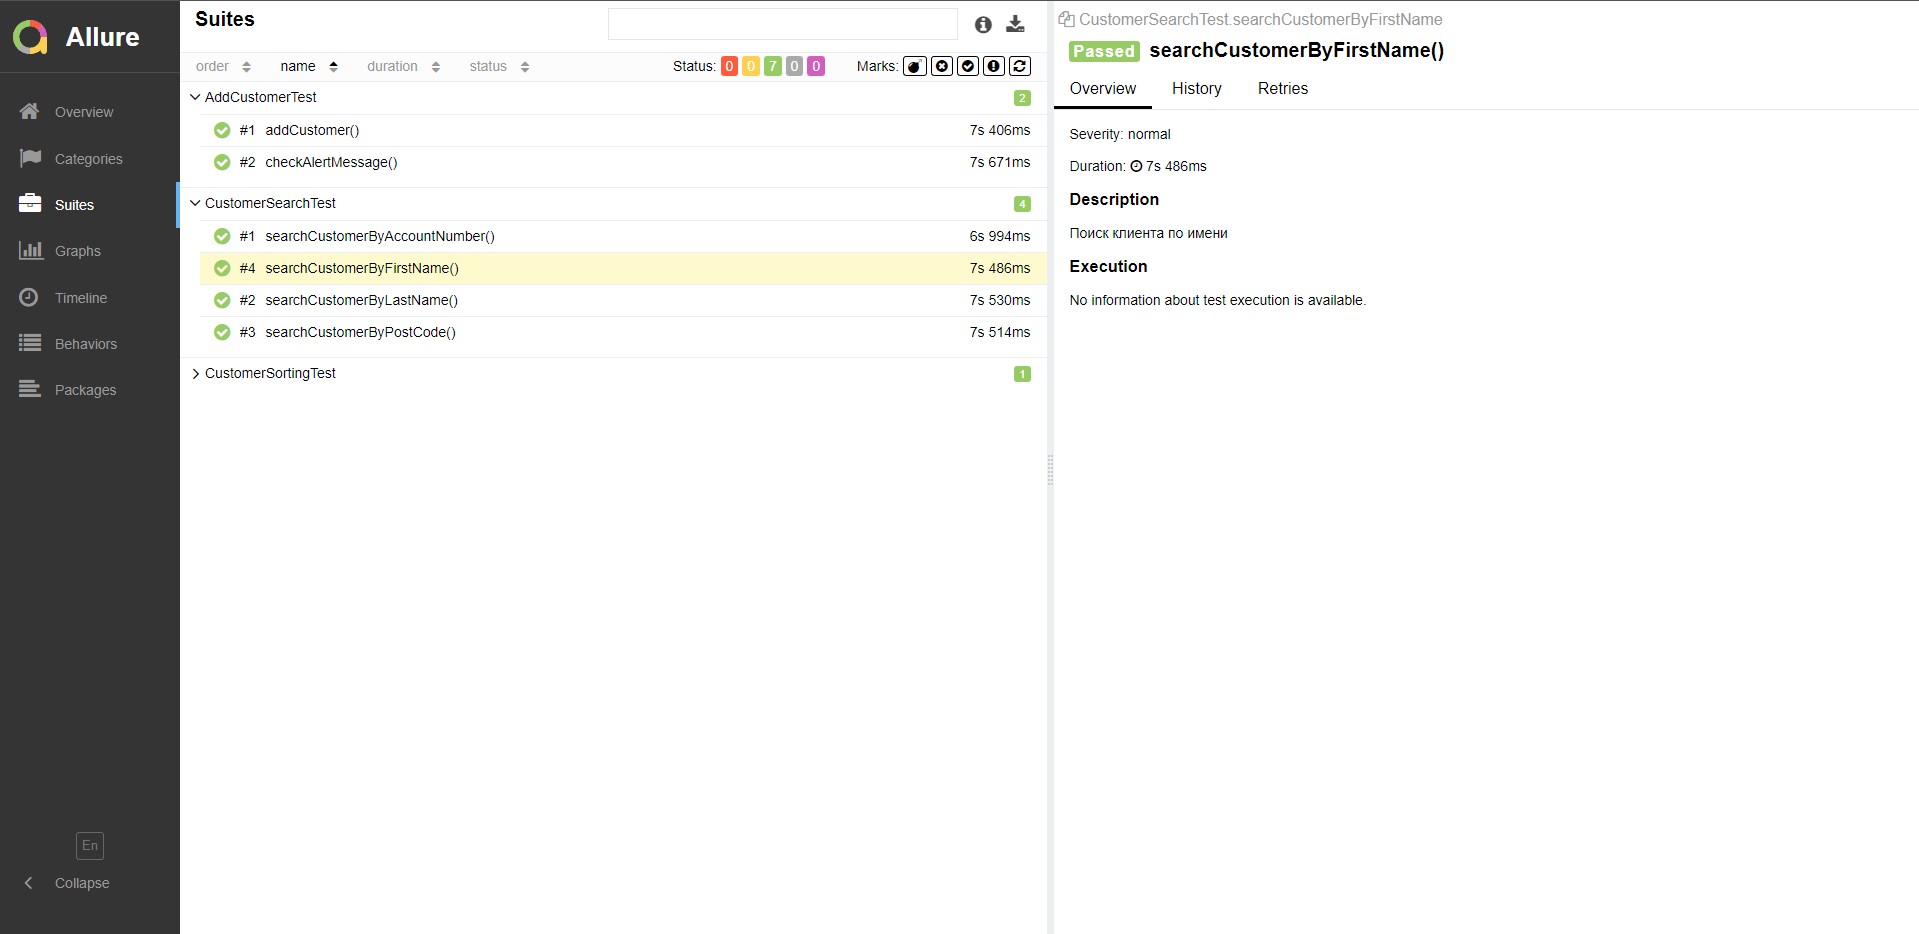 Allure
Overview
Categories
Suites
Graphs
Timeline
Behaviors
Packages
En
Collapse
Suites
order name duration status Status: 0 0 7 0 0 Marks:
AddCustomerTest 2
#1 addCustomer() 7s 406ms
#2 checkAlertMessage() 7s 671ms
CustomerSearchTest 4
#1 searchCustomerByAccountNumber() 6s 994ms
#4 searchCustomerByFirstName() 7s 486ms
#2 searchCustomerByLastName() 7s 530ms
#3 searchCustomerByPostCode() 7s 514ms
CustomerSortingTest 1
CustomerSearchTest.searchCustomerByFirstName
Passed searchCustomerByFirstName()
Overview History Retries
Severity: normal
Duration: 7s 486ms
Description
Поиск клиента по имени
Execution
No information about test execution is available.